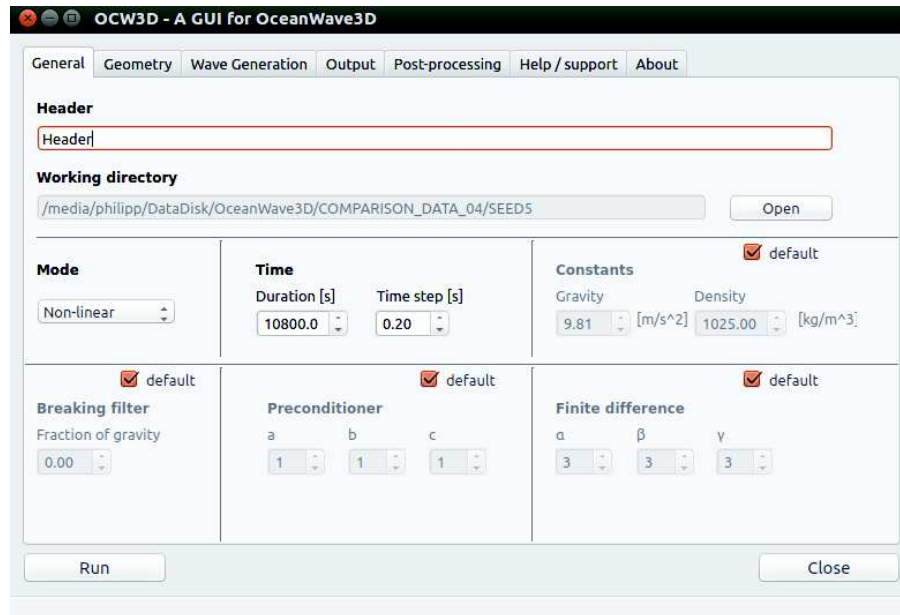 OCW3D - A GUI for OceanWave3D
General Geometry Wave Generation Output Post-processing Help / support About
Header
Header
Working directory
/media/philipp/DataDisk/OceanWave3D/COMPARISON_DATA_04/SEED5
Open
default
Mode
Time
Constants
Duration [s] Time step [s]
Gravity Density
Non-linear
10800.0 0.20
9.81 [m/s^2] 1025.00 [kg/m^3]
default
default
default
Breaking filter
Preconditioner
Finite difference
Fraction of gravity
a b c
α β γ
0.00
1 1 1
3 3 3
Run
Close